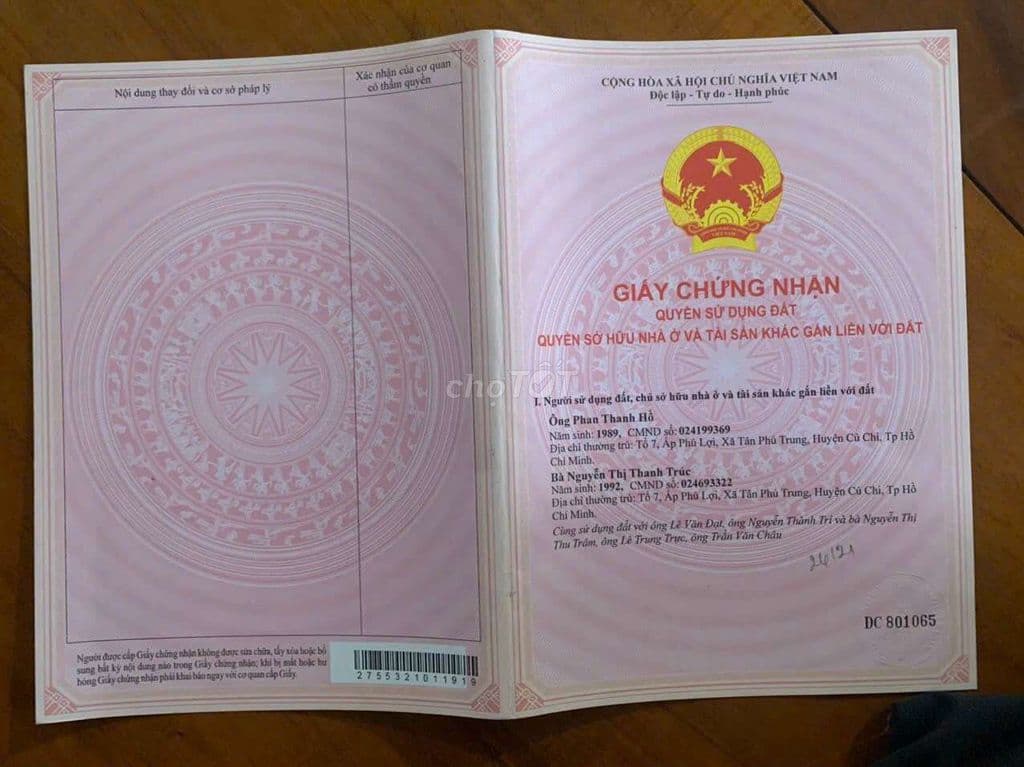 Nội dung thay đổi và cơ sở pháp lý
Xác nhận của cơ quan
có thẩm quyền
Người được cấp Giấy chứng nhận không được sửa chữa, tẩy xóa hoặc bổ
sung bất kỳ nội dung nào trong Giấy chứng nhận; khi bị mất hoặc hư
hỏng Giấy chứng nhận phải khai báo ngay với cơ quan cấp Giấy.
275532101 1919
CỘNG HÒA XÃ HỘI CHỦ NGHĨA VIỆT NAM
Độc lập - Tự do - Hạnh phúc
GIẤY CHỨNG NHẬN
QUYỀN SỬ DỤNG ĐẤT
QUYỀN SỞ HỮU NHÀ Ở VÀ TÀI SẢN KHÁC GẮN LIỀN VỚI ĐẤT
chợTỐT
I. Người sử dụng đất, chủ sở hữu nhà ở và tài sản khác gắn liền với đất
Ông Phan Thanh Hồ
Năm sinh: 1989, CMND số: 024199369
Địa chỉ thường trú: Tổ 7, Ấp Phú Lợi, Xã Tân Phú Trung, Huyện Củ Chi, Tp Hồ
Chí Minh.
Bà Nguyễn Thị Thanh Trúc
Năm sinh: 1992, CMND số: 024693322
Địa chỉ thường trú: Tổ 7, Ấp Phú Lợi, Xã Tân Phú Trung, Huyện Củ Chi, Tp Hồ
Chí Minh.
Cùng sử dụng đất với ông Lê Văn Đạt, ông Nguyễn Thành Trí và bà Nguyễn Thị
Thu Trâm, ông Lê Trung Trực, ông Trần Văn Châu
DC 801065